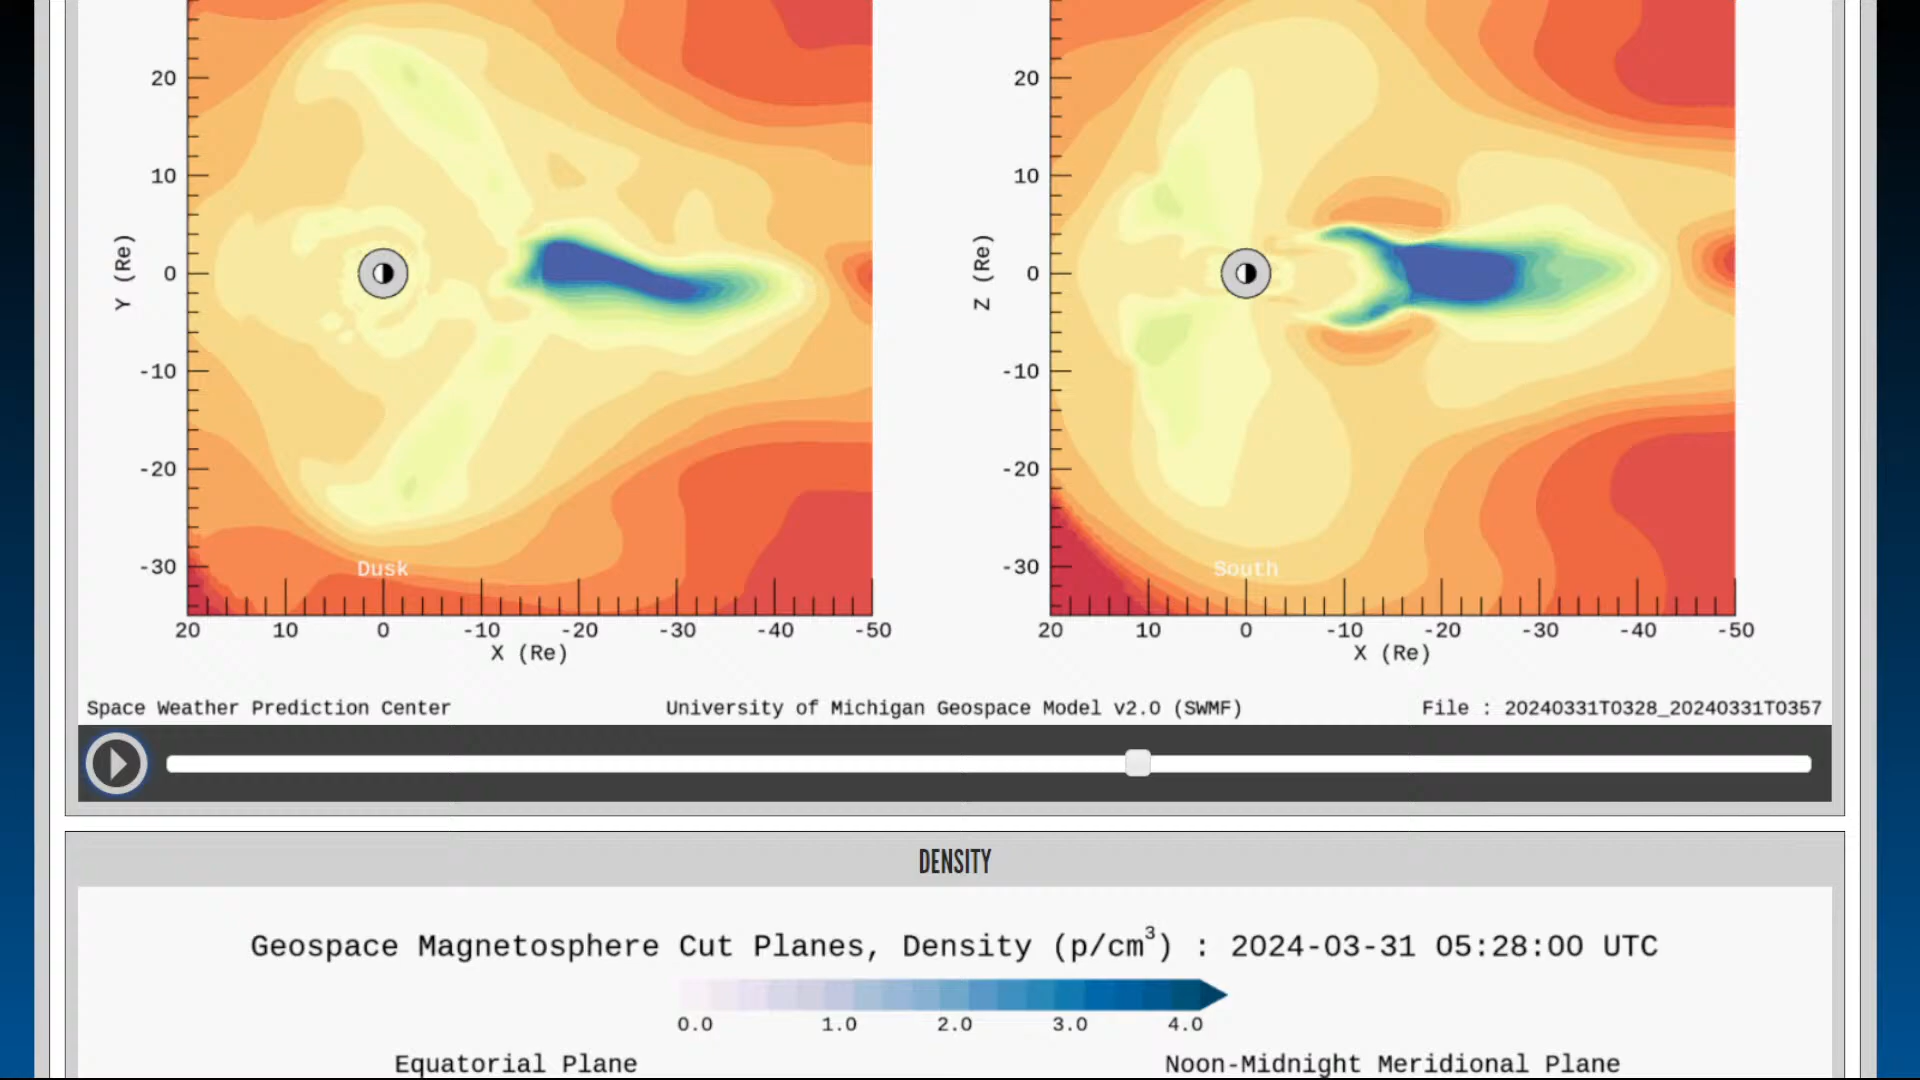 20
10
0
-10
-20
-30
Y (Re)
Dusk
20 10 0 -10 -20 -30 -40 -50
X (Re)
20
10
0
-10
-20
-30
Z (Re)
South
20 10 0 -10 -20 -30 -40 -50
X (Re)
Space Weather Prediction Center University of Michigan Geospace Model v2.0 (SWMF) File : 20240331T0328_20240331T0357
DENSITY
Geospace Magnetosphere Cut Planes, Density (p/cm³) : 2024-03-31 05:28:00 UTC
0.0 1.0 2.0 3.0 4.0
Equatorial Plane Noon-Midnight Meridional Plane